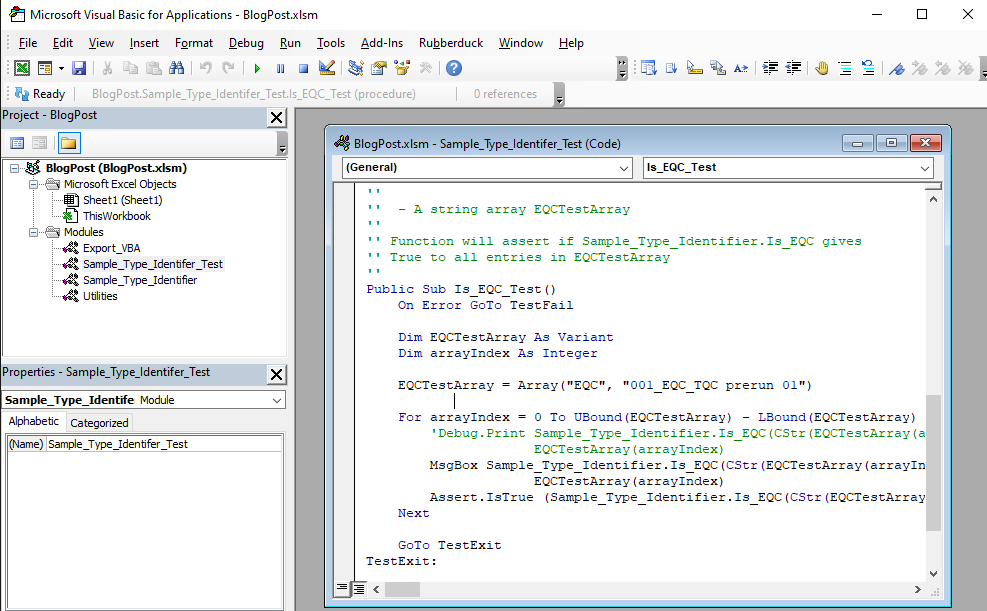 Microsoft Visual Basic for Applications - BlogPost.xlsm
File Edit View Insert Format Debug Run Tools Add-Ins Rubberduck Window Help
Ready BlogPost.Sample_Type_Identifer_Test.Is_EQC_Test (procedure) 0 references
Project - BlogPost
BlogPost (BlogPost.xlsm)
Microsoft Excel Objects
Sheet1 (Sheet1)
ThisWorkbook
Modules
Export_VBA
Sample_Type_Identifer_Test
Sample_Type_Identifier
Utilities
Properties - Sample_Type_Identifer_Test
Sample_Type_Identife Module
Alphabetic Categorized
(Name) Sample_Type_Identifer_Test
BlogPost.xlsm - Sample_Type_Identifer_Test (Code)
(General) Is_EQC_Test
''
'' - A string array EQCTestArray
''
'' Function will assert if Sample_Type_Identifier.Is_EQC gives
'' True to all entries in EQCTestArray
''
Public Sub Is_EQC_Test()
On Error GoTo TestFail
Dim EQCTestArray As Variant
Dim arrayIndex As Integer
EQCTestArray = Array("EQC", "001_EQC_TQC prerun 01")
For arrayIndex = 0 To UBound(EQCTestArray) - LBound(EQCTestArray)
'Debug.Print Sample_Type_Identifier.Is_EQC(CStr(EQCTestArray(a
EQCTestArray(arrayIndex)
MsgBox Sample_Type_Identifier.Is_EQC(CStr(EQCTestArray(arrayIn
EQCTestArray(arrayIndex)
Assert.IsTrue (Sample_Type_Identifier.Is_EQC(CStr(EQCTestArray
Next
GoTo TestExit
TestExit: